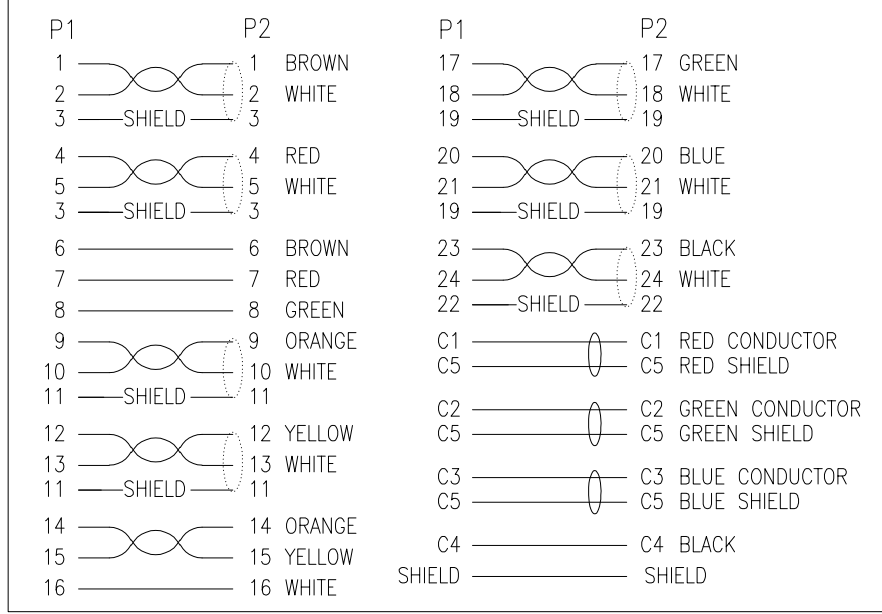 P1 P2
1 1 BROWN
2 2 WHITE
3 SHIELD 3
4 4 RED
5 5 WHITE
3 SHIELD 3
6 6 BROWN
7 7 RED
8 8 GREEN
9 9 ORANGE
10 10 WHITE
11 SHIELD 11
12 12 YELLOW
13 13 WHITE
11 SHIELD 11
14 14 ORANGE
15 15 YELLOW
16 16 WHITE
P1 P2
17 17 GREEN
18 18 WHITE
19 SHIELD 19
20 20 BLUE
21 21 WHITE
19 SHIELD 19
23 23 BLACK
24 24 WHITE
22 SHIELD 22
C1 C1 RED CONDUCTOR
C5 C5 RED SHIELD
C2 C2 GREEN CONDUCTOR
C5 C5 GREEN SHIELD
C3 C3 BLUE CONDUCTOR
C5 C5 BLUE SHIELD
C4 C4 BLACK
SHIELD SHIELD